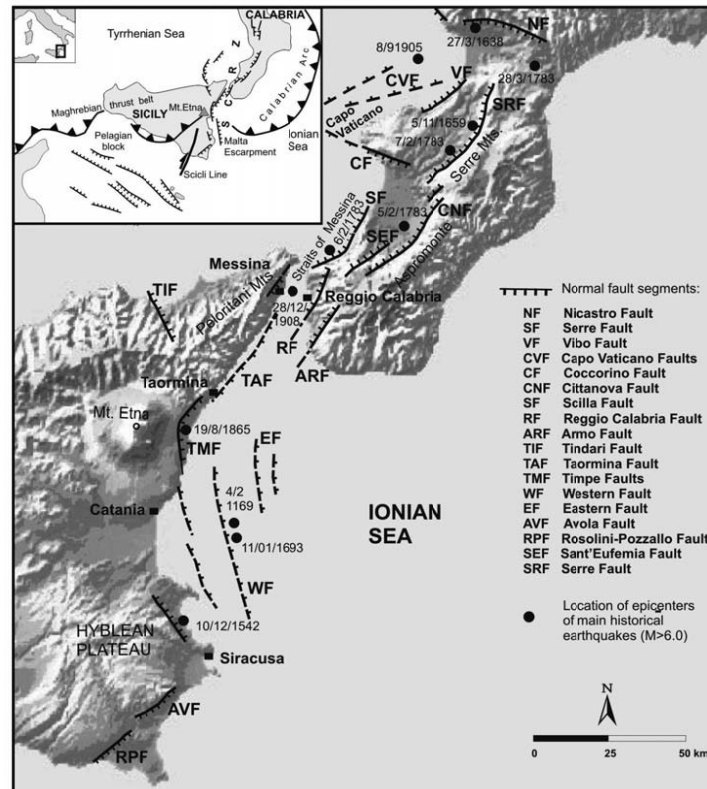 CALABRIA
Tyrrhenian Sea
S C R Z
Calabrian Arc
Maghrebian thrust belt
Mt.Etna
SICILY
Pelagian
block
Ionian
Sea
Malta
Escarpment
Scicli Line
NF
27/3/1638
8/91905
28/3/1783
CVF
VF
Capo
Vaticano
SRF
5/11/1659
7/2/1783
CF
Serre Mts.
SF
5/2/1783
CNF
6/2/1783
SEF
Straits of Messina
Aspromonte
Messina
TIF
Peloritani Mts.
Reggio Calabria
28/12/
1908
RF
ARF
TAF
Taormina
Mt. Etna
19/8/1865
TMF
EF
4/2
1169
Catania
IONIAN
SEA
11/01/1693
WF
10/12/1542
HYBLEAN
PLATEAU
Siracusa
AVF
RPF
Normal fault segments:
NF Nicastro Fault
SF Serre Fault
VF Vibo Fault
CVF Capo Vaticano Faults
CF Coccorino Fault
CNF Cittanova Fault
SF Scilla Fault
RF Reggio Calabria Fault
ARF Armo Fault
TIF Tindari Fault
TAF Taormina Fault
TMF Timpe Faults
WF Western Fault
EF Eastern Fault
AVF Avola Fault
RPF Rosolini-Pozzallo Fault
SEF Sant'Eufemia Fault
SRF Serre Fault
Location of epicenters
of main historical
earthquakes (M>6.0)
N
0 25 50 km